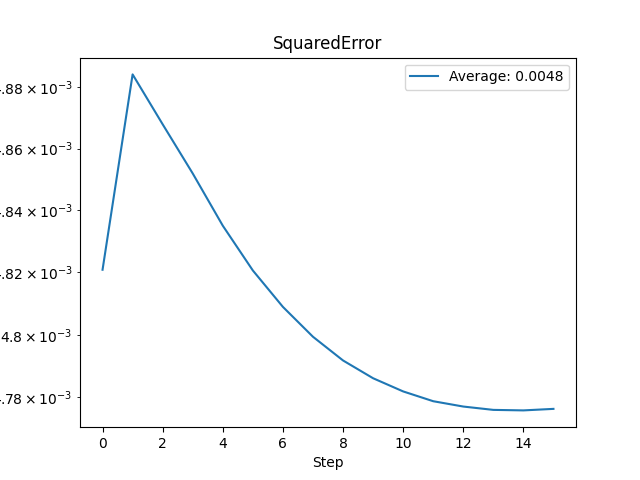 SquaredError
Average: 0.0048
.88 × 10⁻³
.86 × 10⁻³
.84 × 10⁻³
.82 × 10⁻³
4.8 × 10⁻³
.78 × 10⁻³
0 2 4 6 8 10 12 14
Step